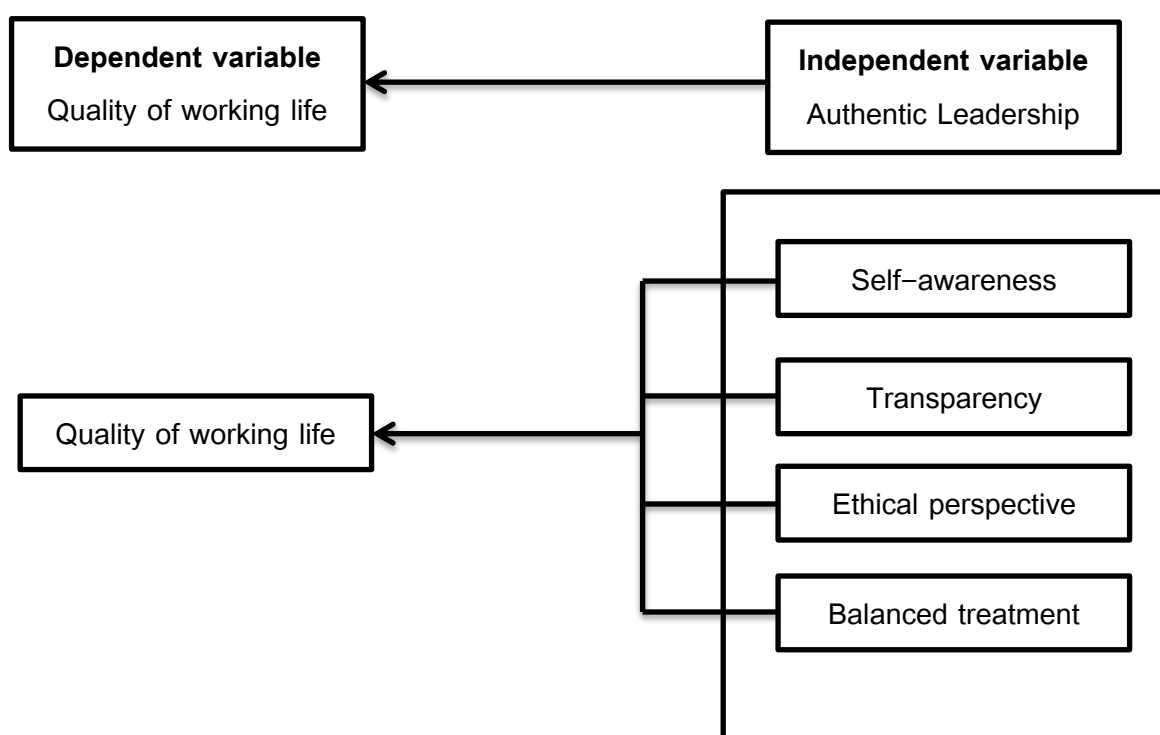 Dependent variable
Quality of working life
Independent variable
Authentic Leadership
Self−awareness
Transparency
Quality of working life
Ethical perspective
Balanced treatment